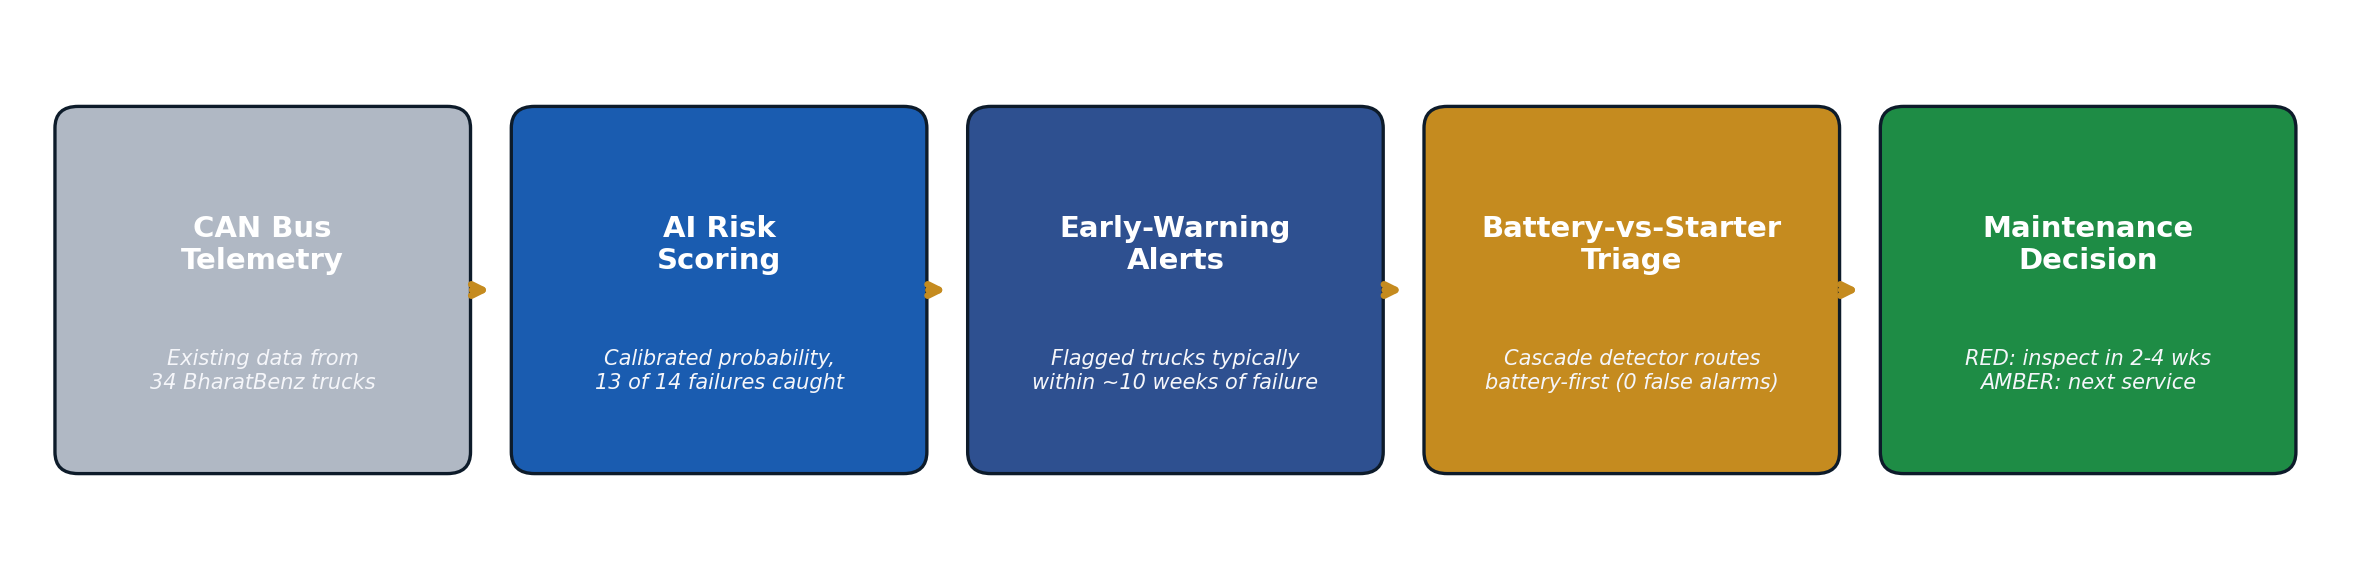 CAN Bus
Telemetry
Existing data from
34 BharatBenz trucks
AI Risk
Scoring
Calibrated probability,
13 of 14 failures caught
Early-Warning
Alerts
Flagged trucks typically
within ~10 weeks of failure
Battery-vs-Starter
Triage
Cascade detector routes
battery-first (0 false alarms)
Maintenance
Decision
RED: inspect in 2-4 wks
AMBER: next service